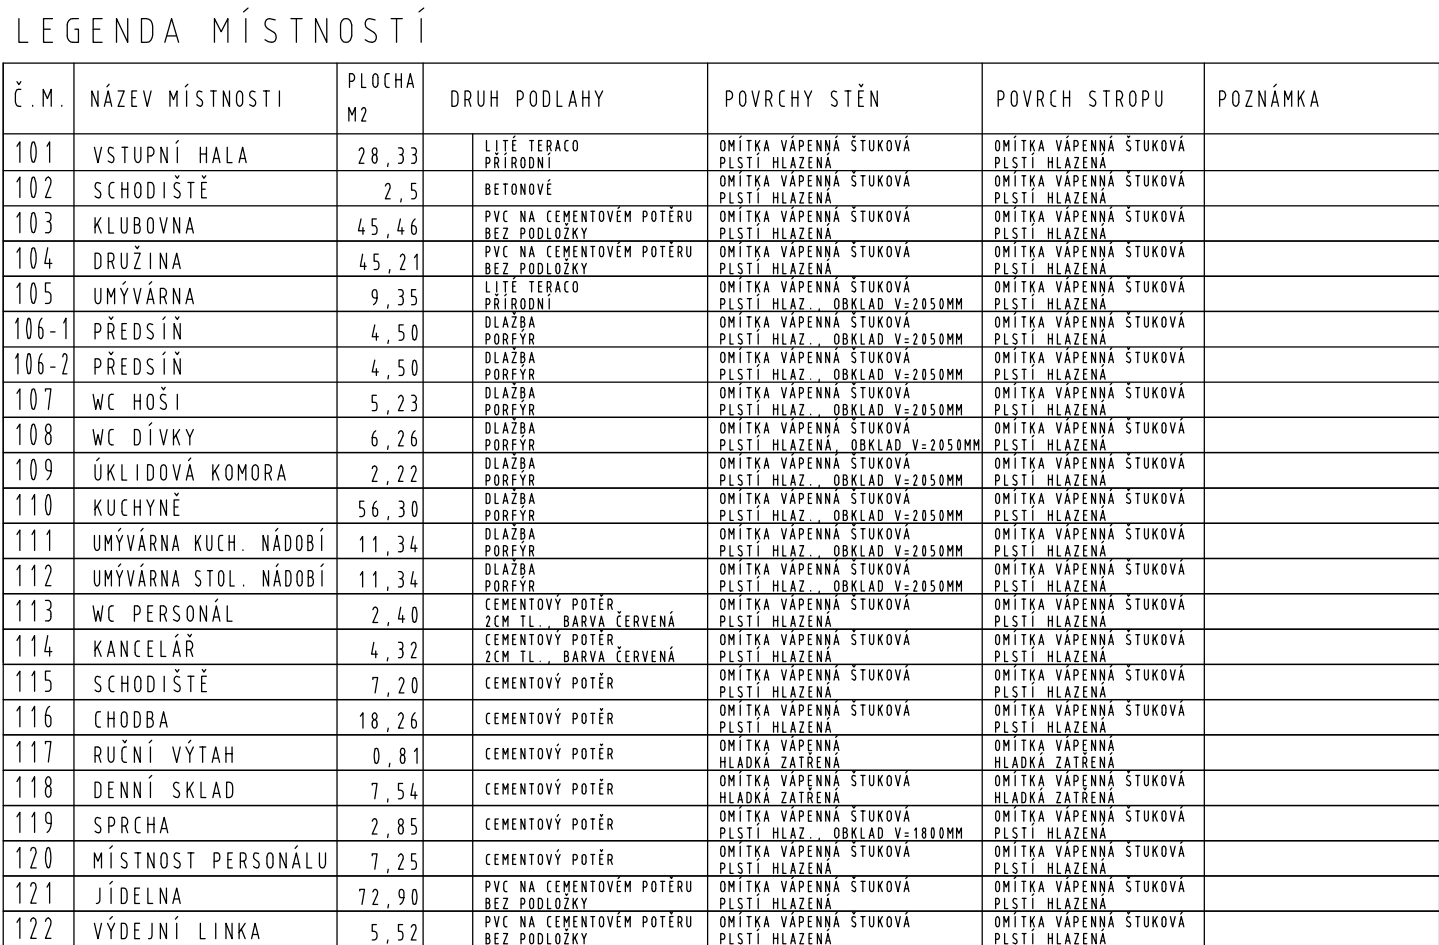 LEGENDA MÍSTNOSTÍ
Č.M. NÁZEV MÍSTNOSTI PLOCHA M2 DRUH PODLAHY POVRCHY STĚN POVRCH STROPU POZNÁMKA
101 VSTUPNÍ HALA 28,33 LITÉ TERACO OMÍTKA VÁPENNÁ ŠTUKOVÁ OMÍTKA VÁPENNÁ ŠTUKOVÁ
PŘÍRODNÍ PLSTÍ HLAZENÁ PLSTÍ HLAZENÁ
102 SCHODIŠTĚ 2,5 BETONOVÉ OMÍTKA VÁPENNÁ ŠTUKOVÁ OMÍTKA VÁPENNÁ ŠTUKOVÁ
PLSTÍ HLAZENÁ PLSTÍ HLAZENÁ
103 KLUBOVNA 45,46 PVC NA CEMENTOVÉM POTĚRU OMÍTKA VÁPENNÁ ŠTUKOVÁ OMÍTKA VÁPENNÁ ŠTUKOVÁ
BEZ PODLOŽKY PLSTÍ HLAZENÁ PLSTÍ HLAZENÁ
104 DRUŽINA 45,21 PVC NA CEMENTOVÉM POTĚRU OMÍTKA VÁPENNÁ ŠTUKOVÁ OMÍTKA VÁPENNÁ ŠTUKOVÁ
BEZ PODLOŽKY PLSTÍ HLAZENÁ PLSTÍ HLAZENÁ
105 UMÝVÁRNA 9,35 LITÉ TERACO OMÍTKA VÁPENNÁ ŠTUKOVÁ OMÍTKA VÁPENNÁ ŠTUKOVÁ
PŘÍRODNÍ PLSTÍ HLAZ., OBKLAD V=2050MM PLSTÍ HLAZENÁ
106-1 PŘEDSÍŇ 4,50 DLAŽBA OMÍTKA VÁPENNÁ ŠTUKOVÁ OMÍTKA VÁPENNÁ ŠTUKOVÁ
PORFÝR PLSTÍ HLAZ., OBKLAD V=2050MM PLSTÍ HLAZENÁ
106-2 PŘEDSÍŇ 4,50 DLAŽBA OMÍTKA VÁPENNÁ ŠTUKOVÁ OMÍTKA VÁPENNÁ ŠTUKOVÁ
PORFÝR PLSTÍ HLAZ., OBKLAD V=2050MM PLSTÍ HLAZENÁ
107 WC HOŠI 5,23 DLAŽBA OMÍTKA VÁPENNÁ ŠTUKOVÁ OMÍTKA VÁPENNÁ ŠTUKOVÁ
PORFÝR PLSTÍ HLAZ., OBKLAD V=2050MM PLSTÍ HLAZENÁ
108 WC DÍVKY 6,26 DLAŽBA OMÍTKA VÁPENNÁ ŠTUKOVÁ OMÍTKA VÁPENNÁ ŠTUKOVÁ
PORFÝR PLSTÍ HLAZENÁ, OBKLAD V=2050MM PLSTÍ HLAZENÁ
109 ÚKLIDOVÁ KOMORA 2,22 DLAŽBA OMÍTKA VÁPENNÁ ŠTUKOVÁ OMÍTKA VÁPENNÁ ŠTUKOVÁ
PORFÝR PLSTÍ HLAZ., OBKLAD V=2050MM PLSTÍ HLAZENÁ
110 KUCHYNĚ 56,30 DLAŽBA OMÍTKA VÁPENNÁ ŠTUKOVÁ OMÍTKA VÁPENNÁ ŠTUKOVÁ
PORFÝR PLSTÍ HLAZ., OBKLAD V=2050MM PLSTÍ HLAZENÁ
111 UMÝVÁRNA KUCH. NÁDOBÍ 11,34 DLAŽBA OMÍTKA VÁPENNÁ ŠTUKOVÁ OMÍTKA VÁPENNÁ ŠTUKOVÁ
PORFÝR PLSTÍ HLAZ., OBKLAD V=2050MM PLSTÍ HLAZENÁ
112 UMÝVÁRNA STOL. NÁDOBÍ 11,34 DLAŽBA OMÍTKA VÁPENNÁ ŠTUKOVÁ OMÍTKA VÁPENNÁ ŠTUKOVÁ
PORFÝR PLSTÍ HLAZ., OBKLAD V=2050MM PLSTÍ HLAZENÁ
113 WC PERSONÁL 2,40 CEMENTOVÝ POTĚR OMÍTKA VÁPENNÁ ŠTUKOVÁ OMÍTKA VÁPENNÁ ŠTUKOVÁ
2CM TL., BARVA ČERVENÁ PLSTÍ HLAZENÁ PLSTÍ HLAZENÁ
114 KANCELÁŘ 4,32 CEMENTOVÝ POTĚR OMÍTKA VÁPENNÁ ŠTUKOVÁ OMÍTKA VÁPENNÁ ŠTUKOVÁ
2CM TL., BARVA ČERVENÁ PLSTÍ HLAZENÁ PLSTÍ HLAZENÁ
115 SCHODIŠTĚ 7,20 CEMENTOVÝ POTĚR OMÍTKA VÁPENNÁ ŠTUKOVÁ OMÍTKA VÁPENNÁ ŠTUKOVÁ
PLSTÍ HLAZENÁ PLSTÍ HLAZENÁ
116 CHODBA 18,26 CEMENTOVÝ POTĚR OMÍTKA VÁPENNÁ ŠTUKOVÁ OMÍTKA VÁPENNÁ ŠTUKOVÁ
PLSTÍ HLAZENÁ PLSTÍ HLAZENÁ
117 RUČNÍ VÝTAH 0,81 CEMENTOVÝ POTĚR OMÍTKA VÁPENNÁ OMÍTKA VÁPENNÁ
HLADKÁ ZATŘENÁ HLADKÁ ZATŘENÁ
118 DENNÍ SKLAD 7,54 CEMENTOVÝ POTĚR OMÍTKA VÁPENNÁ ŠTUKOVÁ OMÍTKA VÁPENNÁ ŠTUKOVÁ
HLADKÁ ZATŘENÁ HLADKÁ ZATŘENÁ
119 SPRCHA 2,85 CEMENTOVÝ POTĚR OMÍTKA VÁPENNÁ ŠTUKOVÁ OMÍTKA VÁPENNÁ ŠTUKOVÁ
PLSTÍ HLAZ., OBKLAD V=1800MM PLSTÍ HLAZENÁ
120 MÍSTNOST PERSONÁLU 7,25 CEMENTOVÝ POTĚR OMÍTKA VÁPENNÁ ŠTUKOVÁ OMÍTKA VÁPENNÁ ŠTUKOVÁ
PLSTÍ HLAZENÁ PLSTÍ HLAZENÁ
121 JÍDELNA 72,90 PVC NA CEMENTOVÉM POTĚRU OMÍTKA VÁPENNÁ ŠTUKOVÁ OMÍTKA VÁPENNÁ ŠTUKOVÁ
BEZ PODLOŽKY PLSTÍ HLAZENÁ PLSTÍ HLAZENÁ
122 VÝDEJNÍ LINKA 5,52 PVC NA CEMENTOVÉM POTĚRU OMÍTKA VÁPENNÁ ŠTUKOVÁ OMÍTKA VÁPENNÁ ŠTUKOVÁ
BEZ PODLOŽKY PLSTÍ HLAZENÁ PLSTÍ HLAZENÁ